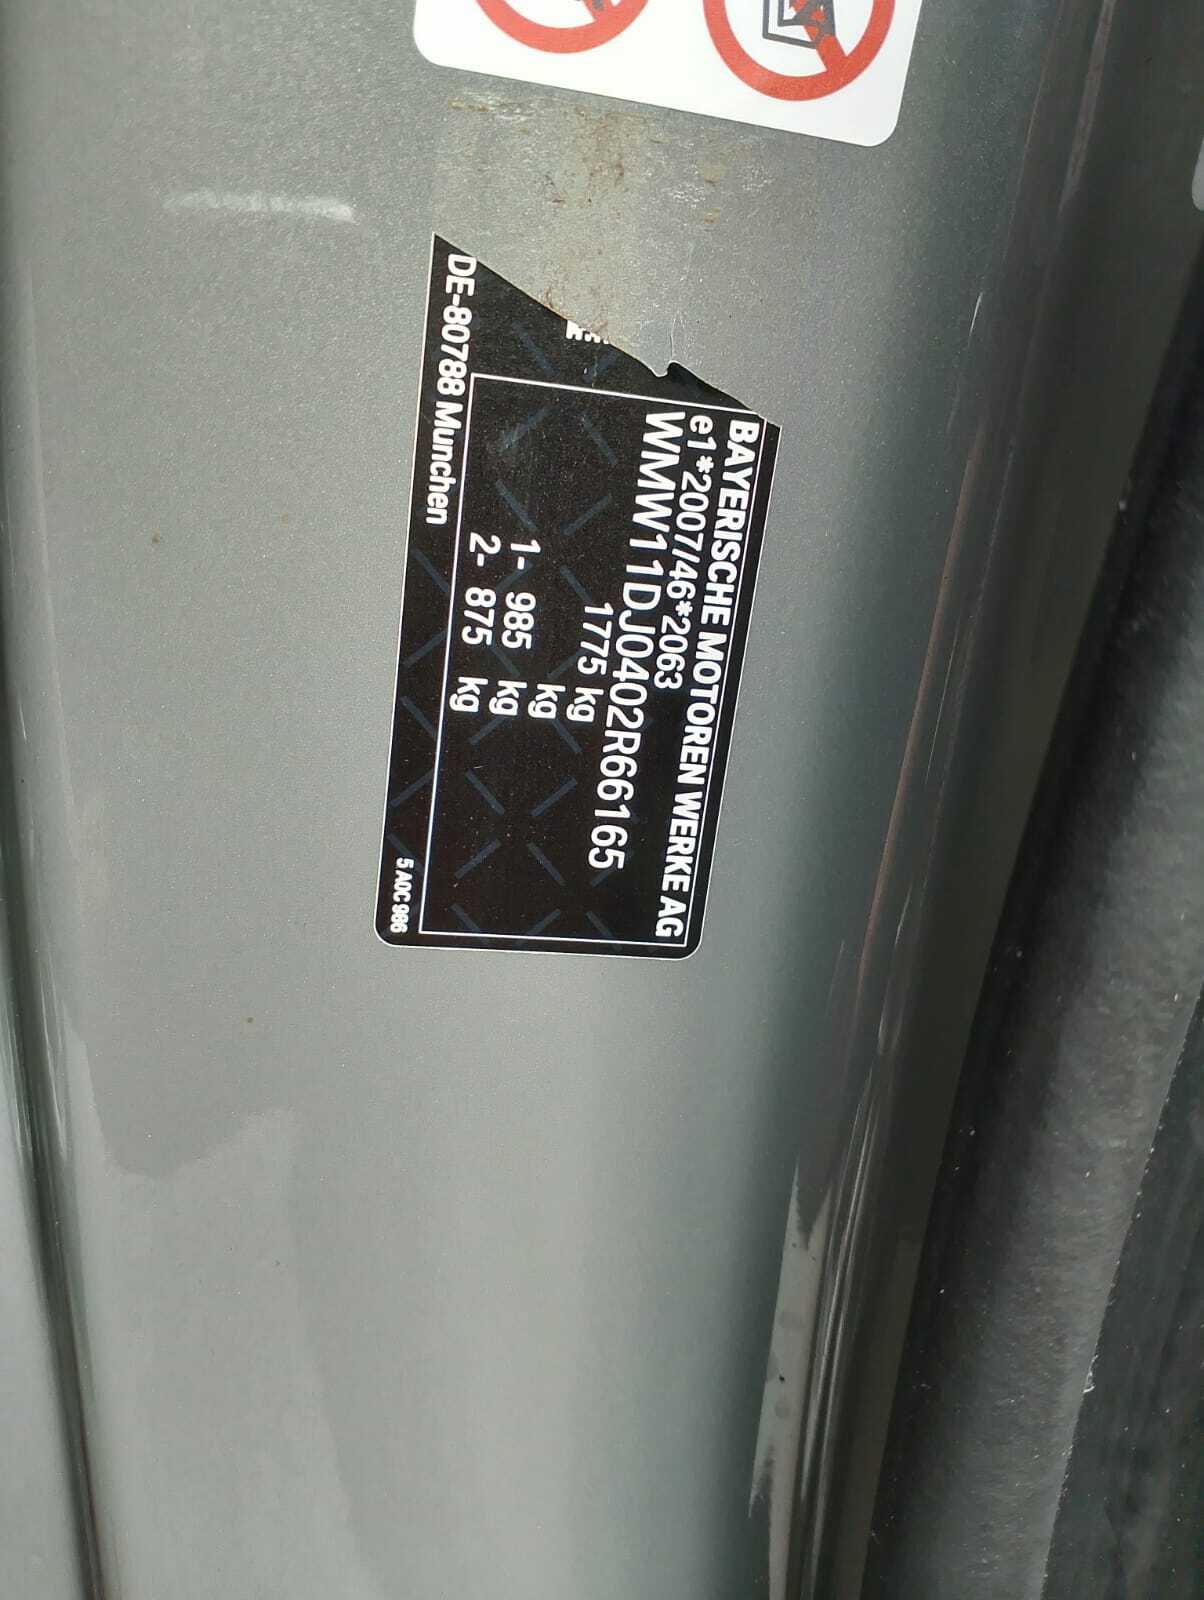 BAYERISCHE MOTOREN WERKE AG
e1*2007/46*2063
WMW11DJ0402R66165
1775 kg
kg
1- 985 kg
2- 875 kg
DE-80788 Munchen
5 A0C 986